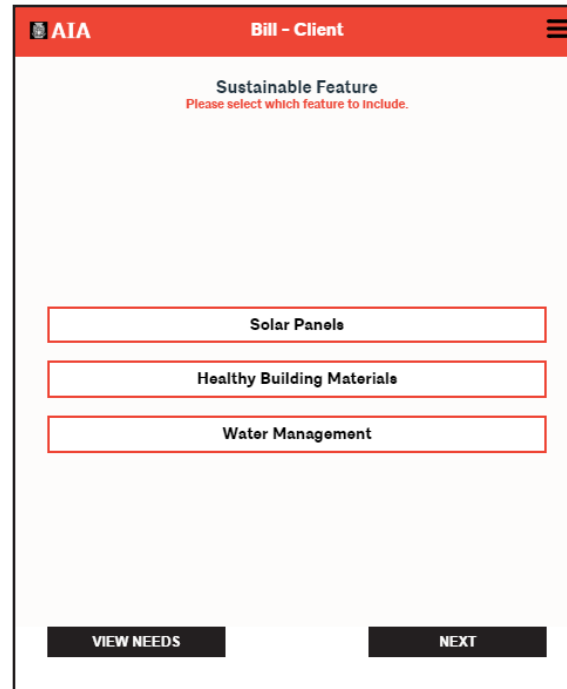 AIA
Bill - Client
Sustainable Feature
Please select which feature to include.
Solar Panels
Healthy Building Materials
Water Management
VIEW NEEDS
NEXT